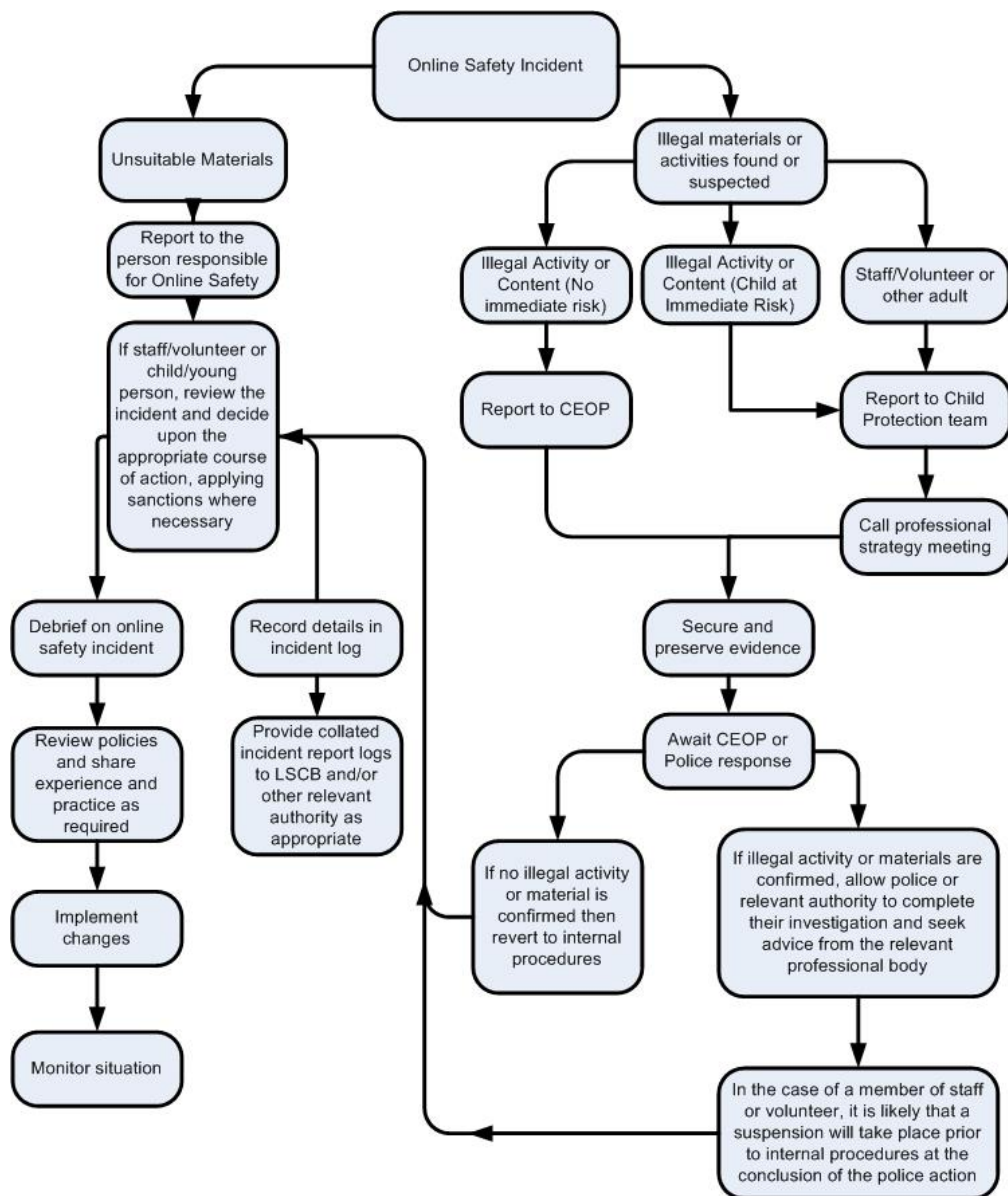 Online Safety Incident
Unsuitable Materials
Illegal materials or
activities found or
suspected
Report to the
person responsible
for Online Safety
Illegal Activity or
Content (No
immediate risk)
Illegal Activity or
Content (Child at
Immediate Risk)
Staff/Volunteer or
other adult
If staff/volunteer or
child/young
person, review the
incident and decide
upon the
appropriate course
of action, applying
sanctions where
necessary
Report to CEOP
Report to Child
Protection team
Call professional
strategy meeting
Debrief on online
safety incident
Record details in
incident log
Secure and
preserve evidence
Review policies
and share
experience and
practice as
required
Provide collated
incident report logs
to LSCB and/or
other relevant
authority as
appropriate
Await CEOP or
Police response
If no illegal activity
or material is
confirmed then
revert to internal
procedures
If illegal activity or materials are
confirmed, allow police or
relevant authority to complete
their investigation and seek
advice from the relevant
professional body
Implement
changes
Monitor situation
In the case of a member of staff
or volunteer, it is likely that a
suspension will take place prior
to internal procedures at the
conclusion of the police action